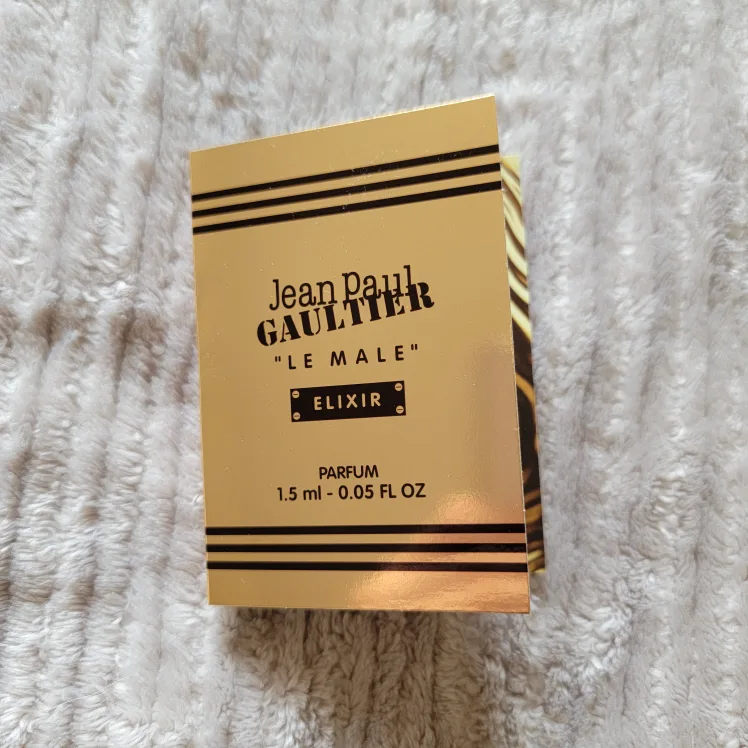 Jean Paul
GAULTIER
"LE MALE"
ELIXIR
PARFUM
1.5 ml - 0.05 FL OZ